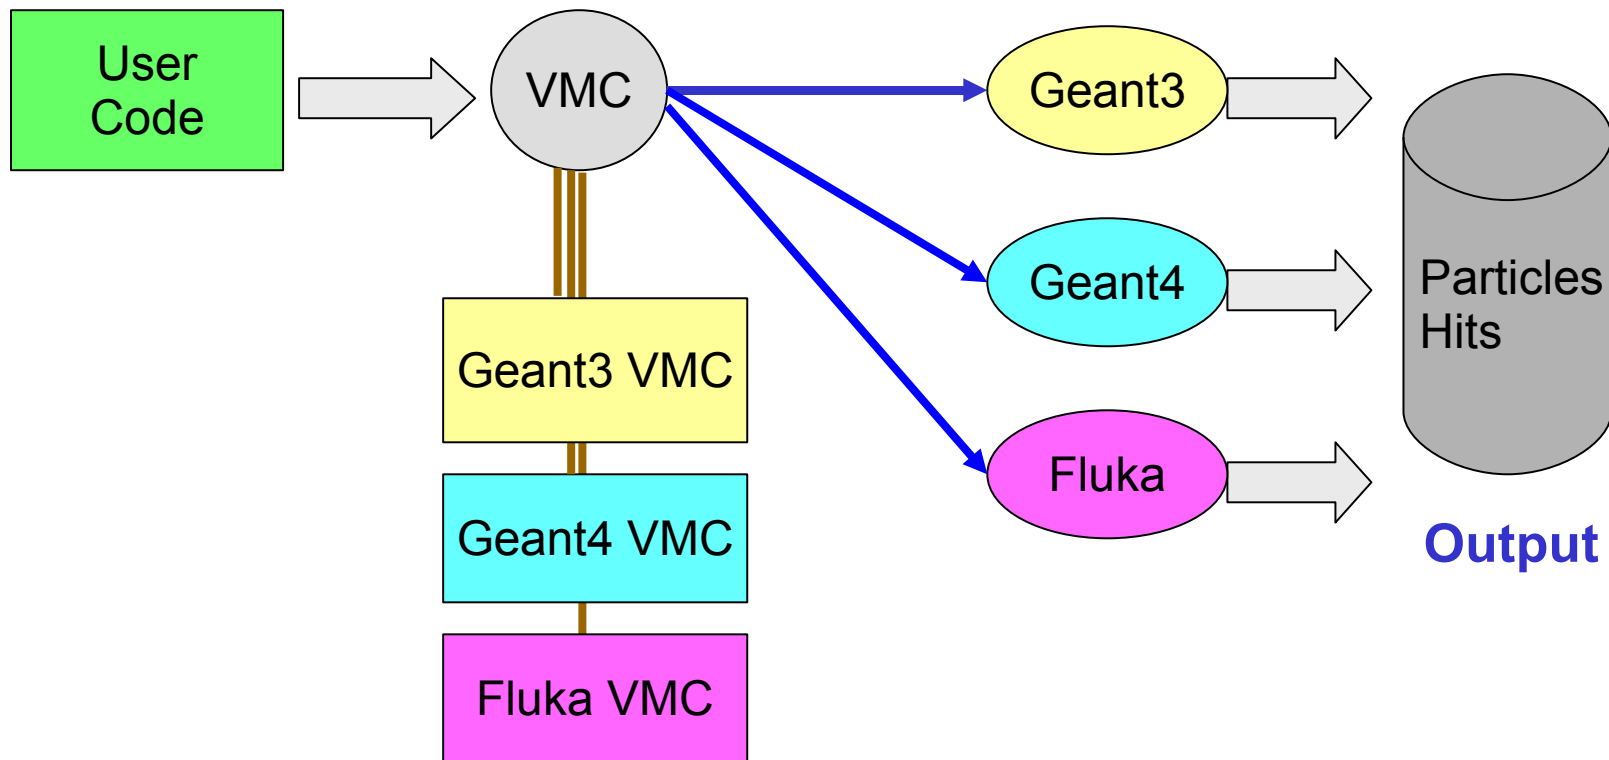 User
Code
VMC
Geant3
Geant4
Fluka
Particles
Hits
Output
Geant3 VMC
Geant4 VMC
Fluka VMC